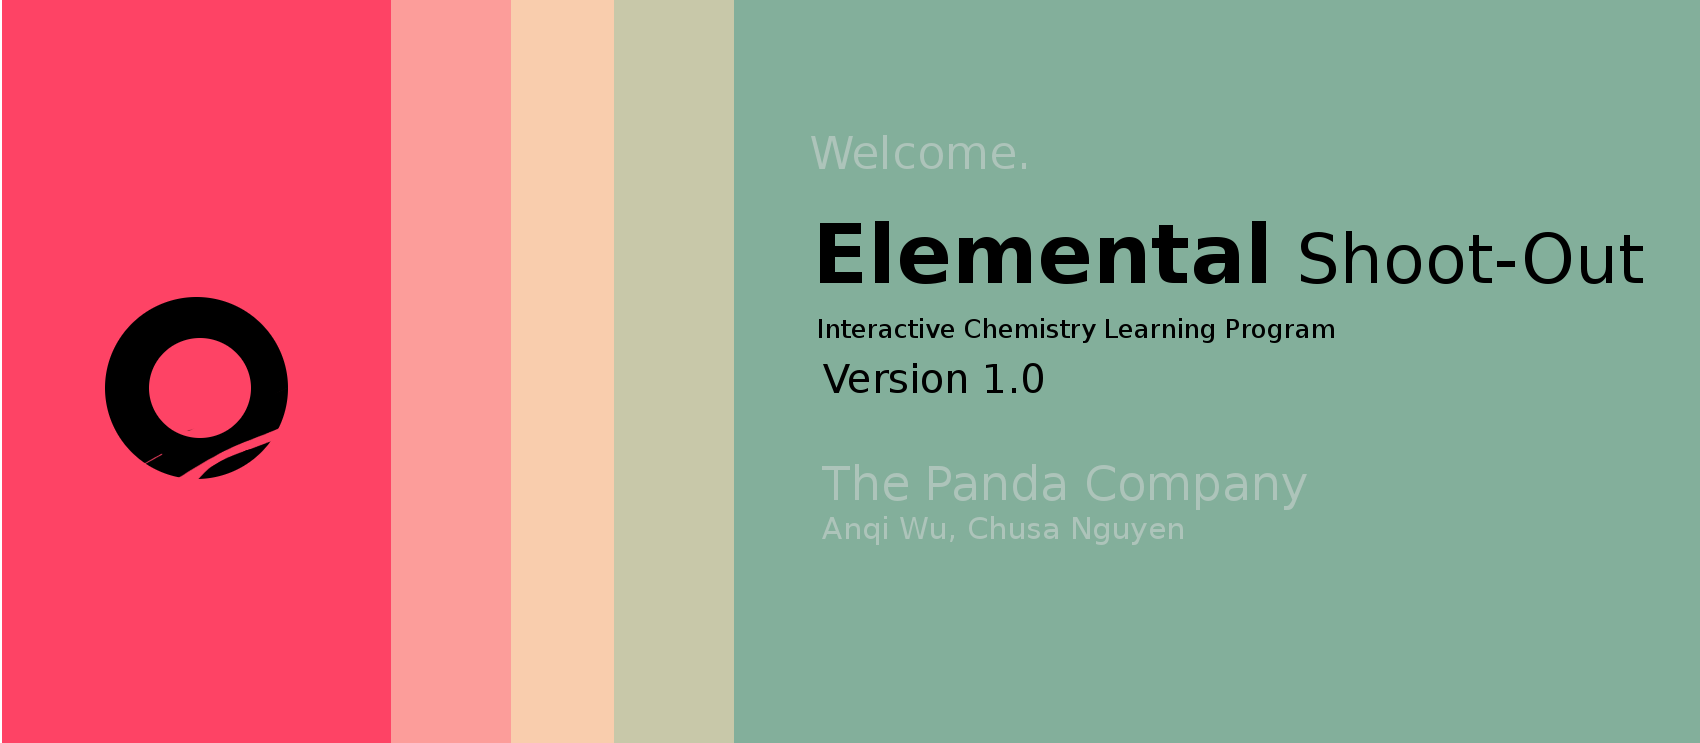 Welcome.
Elemental Shoot-Out
Interactive Chemistry Learning Program
Version 1.0
The Panda Company
Anqi Wu, Chusa Nguyen